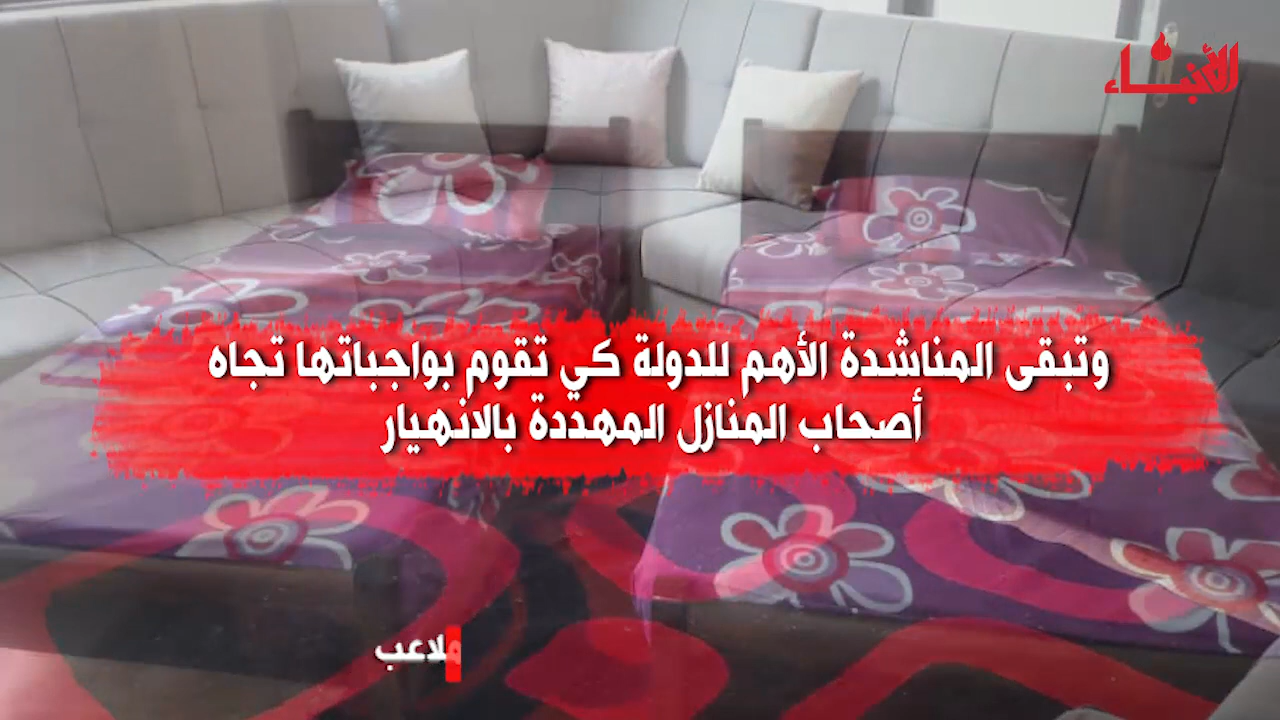 الأنباء
وتبقى المناشدة الأهم للدولة كي تقوم بواجباتها تجاه
أصحاب المنازل المهددة بالانهيار
ملاعب